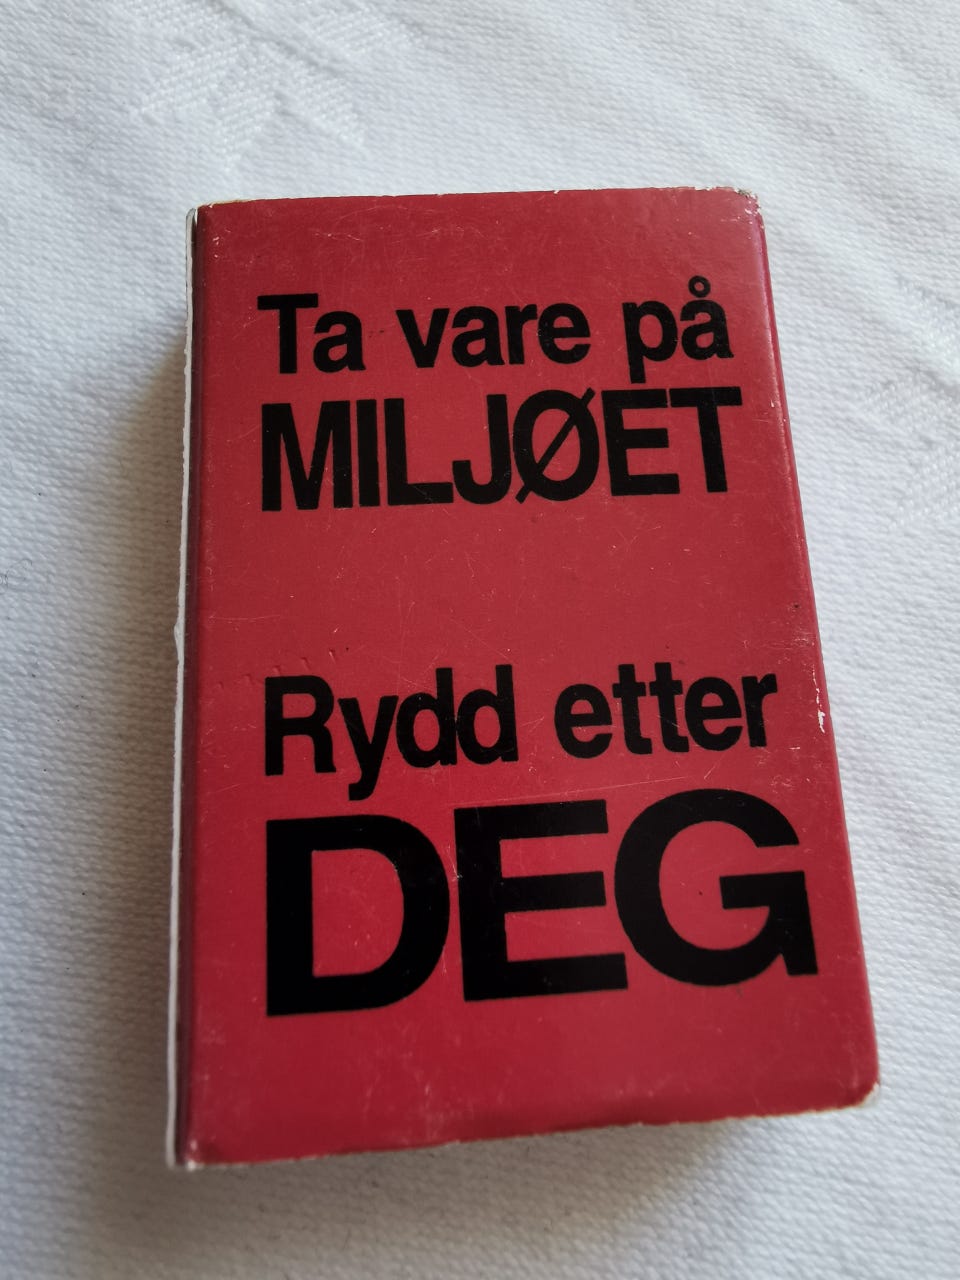 Ta vare på
MILJØET
Rydd etter
DEG